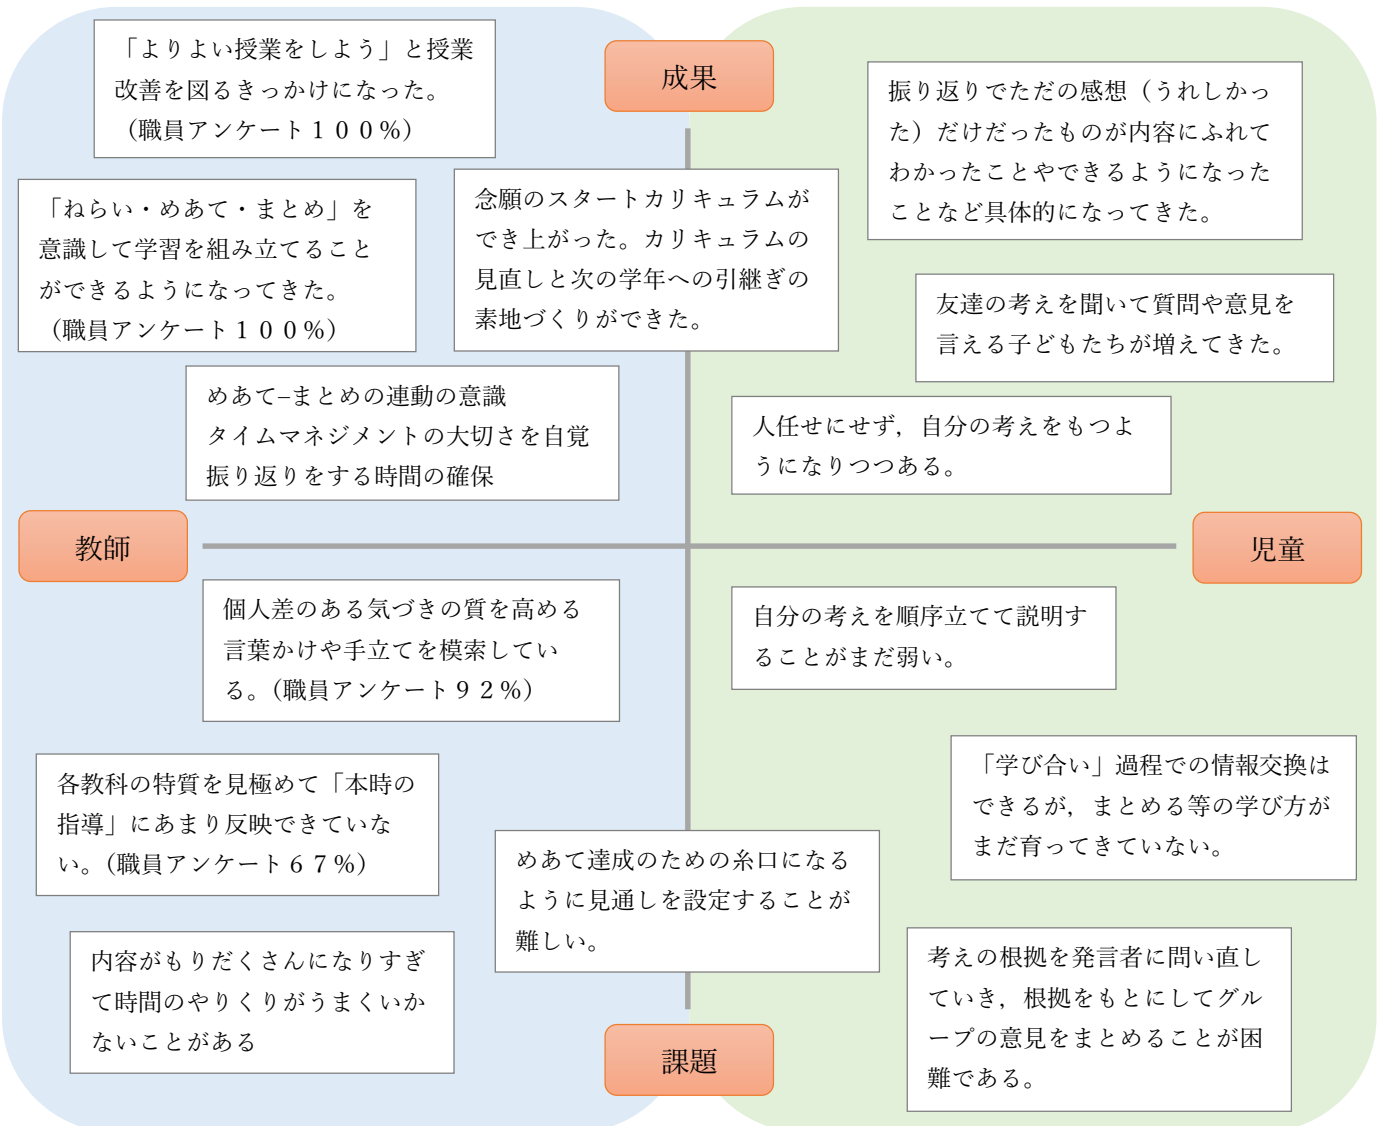 成果
「よりよい授業をしよう」と授業
改善を図るきっかけになった。
（職員アンケート１００％）
「ねらい・めあて・まとめ」を
意識して学習を組み立てること
ができるようになってきた。
（職員アンケート１００％）
念願のスタートカリキュラムが
でき上がった。カリキュラムの
見直しと次の学年への引継ぎの
素地づくりができた。
めあて–まとめの連動の意識
タイムマネジメントの大切さを自覚
振り返りをする時間の確保
振り返りでただの感想（うれしかっ
た）だけだったものが内容にふれて
わかったことやできるようになった
ことなど具体的になってきた。
友達の考えを聞いて質問や意見を
言える子どもたちが増えてきた。
人任せにせず，自分の考えをもつよ
うになりつつある。
教師
児童
個人差のある気づきの質を高める
言葉かけや手立てを模索してい
る。（職員アンケート９２％）
各教科の特質を見極めて「本時の
指導」にあまり反映できていな
い。（職員アンケート６７％）
内容がもりだくさんになりすぎ
て時間のやりくりがうまくいか
ないことがある
めあて達成のための糸口になる
ように見通しを設定することが
難しい。
自分の考えを順序立てて説明す
ることがまだ弱い。
「学び合い」過程での情報交換は
できるが，まとめる等の学び方が
まだ育ってきていない。
考えの根拠を発言者に問い直し
ていき，根拠をもとにしてグル
ープの意見をまとめることが困
難である。
課題